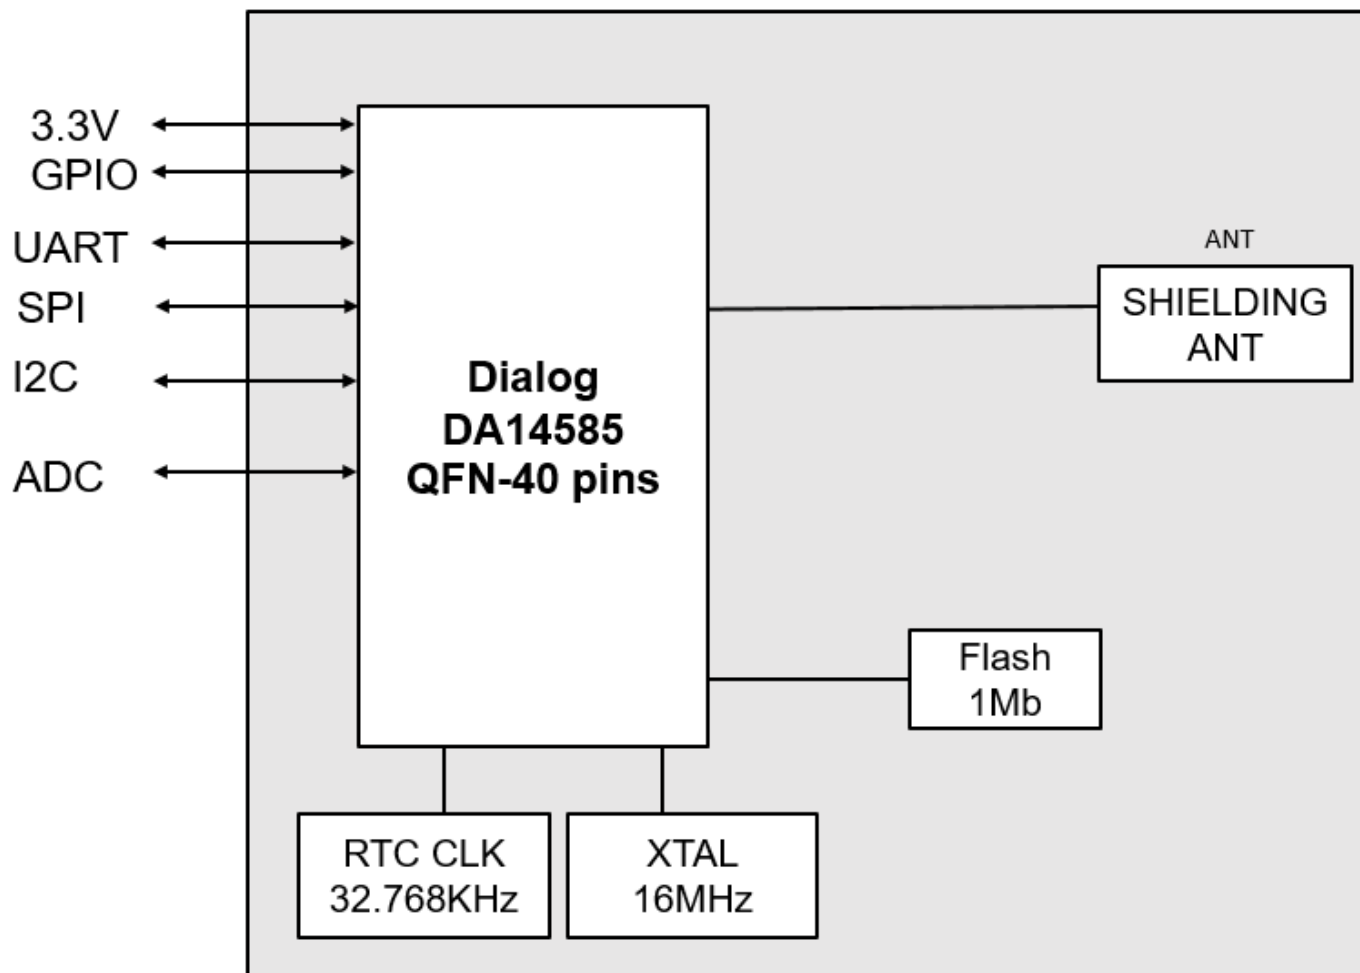 3.3V
GPIO
UART
SPI
I2C
ADC
Dialog
DA14585
QFN-40 pins
ANT
SHIELDING
ANT
Flash
1Mb
RTC CLK
32.768KHz
XTAL
16MHz